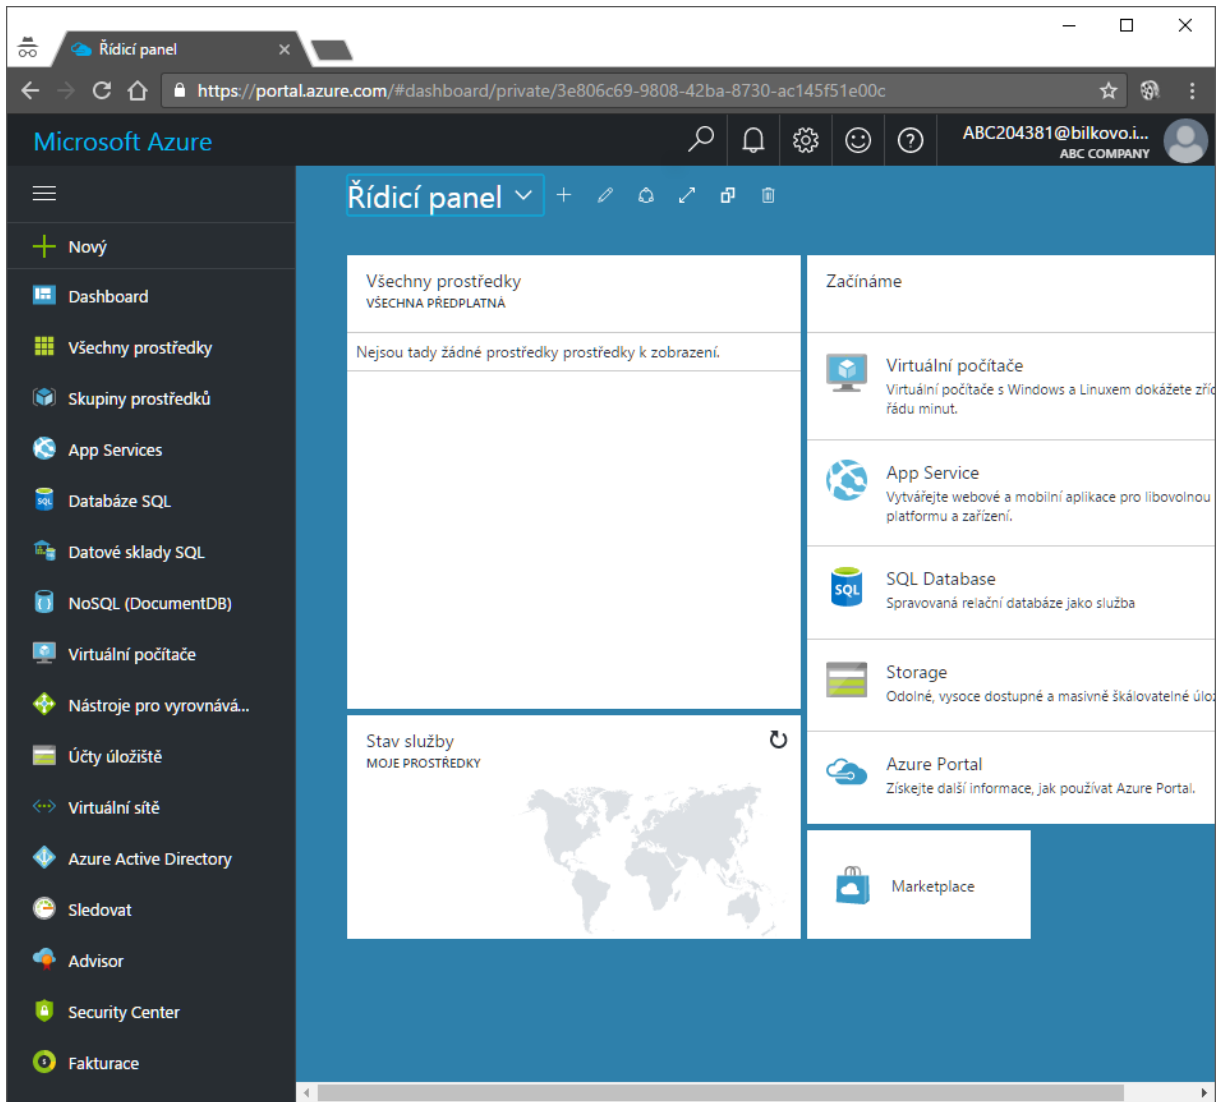 Řídicí panel
https://portal.azure.com/#dashboard/private/3e806c69-9808-42ba-8730-ac145f51e00c
Microsoft Azure
ABC204381@bilkovo.i...
ABC COMPANY
Řídicí panel
Nový
Dashboard
Všechny prostředky
Skupiny prostředků
App Services
Databáze SQL
Datové sklady SQL
NoSQL (DocumentDB)
Virtuální počítače
Nástroje pro vyrovnává...
Účty úložiště
Virtuální sítě
Azure Active Directory
Sledovat
Advisor
Security Center
Fakturace
Všechny prostředky
VŠECHNA PŘEDPLATNÁ
Nejsou tady žádné prostředky prostředky k zobrazení.
Stav služby
MOJE PROSTŘEDKY
Začínáme
Virtuální počítače
Virtuální počítače s Windows a Linuxem dokážete zříd
řádu minut.
App Service
Vytvářejte webové a mobilní aplikace pro libovolnou
platformu a zařízení.
SQL
SQL Database
Spravovaná relační databáze jako služba
Storage
Odolné, vysoce dostupné a masivně škálovatelné úlo
Azure Portal
Získejte další informace, jak používat Azure Portal.
Marketplace